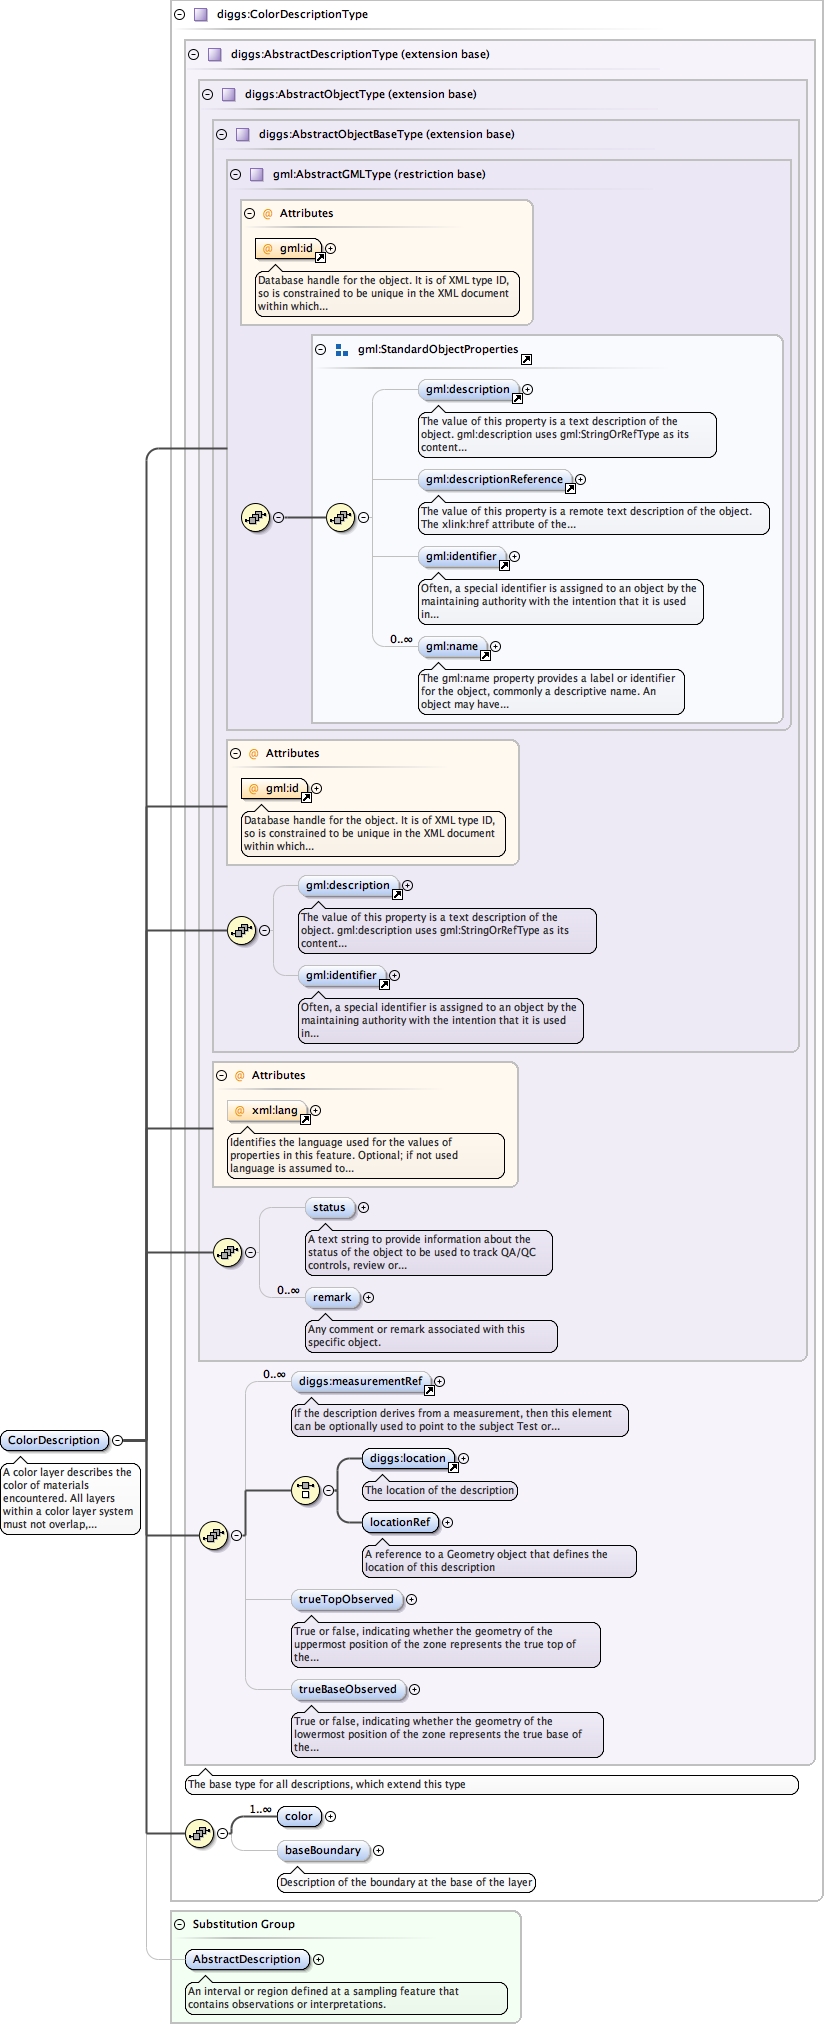 diggs:ColorDescriptionType
diggs:AbstractDescriptionType (extension base)
diggs:AbstractObjectType (extension base)
diggs:AbstractObjectBaseType (extension base)
gml:AbstractGMLType (restriction base)
@ Attributes
@ gml:id
Database handle for the object. It is of XML type ID,
so is constrained to be unique in the XML document
within which...
gml:StandardObjectProperties
gml:description
The value of this property is a text description of the
object. gml:description uses gml:StringOrRefType as its
content...
gml:descriptionReference
The value of this property is a remote text description of the object.
The xlink:href attribute of the...
gml:identifier
Often, a special identifier is assigned to an object by the
maintaining authority with the intention that it is used
in...
0..∞
gml:name
The gml:name property provides a label or identifier
for the object, commonly a descriptive name. An
object may have...
@ Attributes
@ gml:id
Database handle for the object. It is of XML type ID,
so is constrained to be unique in the XML document
within which...
gml:description
The value of this property is a text description of the
object. gml:description uses gml:StringOrRefType as its
content...
gml:identifier
Often, a special identifier is assigned to an object by the
maintaining authority with the intention that it is used
in...
@ Attributes
@ xml:lang
Identifies the language used for the values of
properties in this feature. Optional; if not used
language is assumed to...
status
A text string to provide information about the
status of the object to be used to track QA/QC
controls, review or...
0..∞
remark
Any comment or remark associated with this
specific object.
0..∞
diggs:measurementRef
If the description derives from a measurement, then this element
can be optionally used to point to the subject Test or...
ColorDescription
A color layer describes the
color of materials
encountered. All layers
within a color layer system
must not overlap,...
diggs:location
The location of the description
locationRef
A reference to a Geometry object that defines the
location of this description
trueTopObserved
True or false, indicating whether the geometry of the
uppermost position of the zone represents the true top of
the...
trueBaseObserved
True or false, indicating whether the geometry of the
lowermost position of the zone represents the true base of
the...
The base type for all descriptions, which extend this type
1..∞
color
baseBoundary
Description of the boundary at the base of the layer
Substitution Group
AbstractDescription
An interval or region defined at a sampling feature that
contains observations or interpretations.